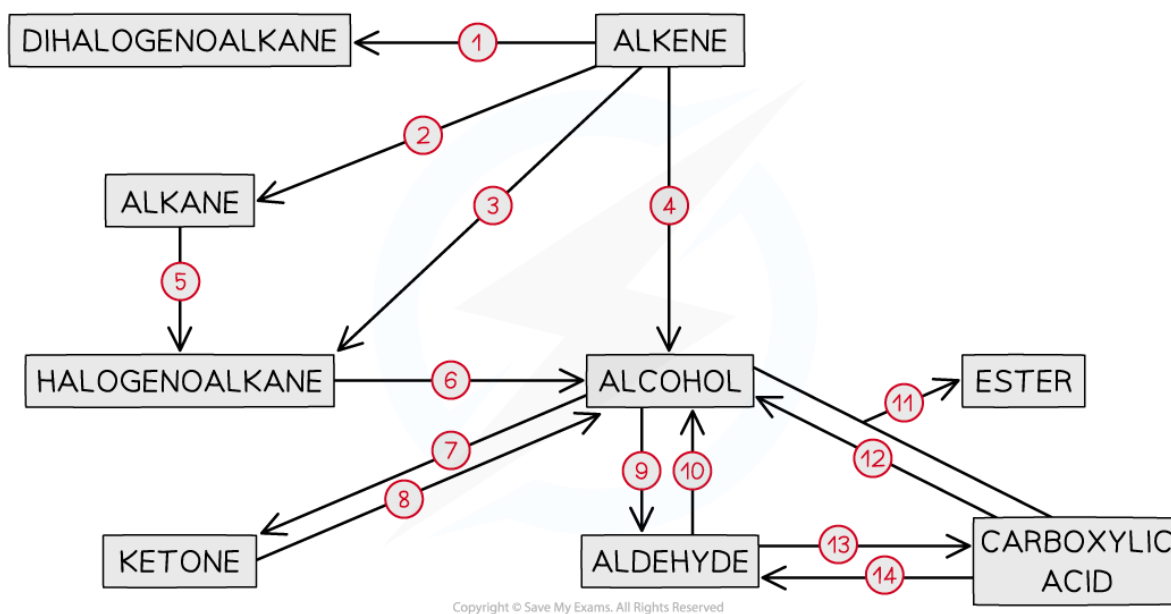 DIHALOGENOALKANE
1
ALKENE
2
3
4
ALKANE
5
HALOGENOALKANE
6
ALCOHOL
11
ESTER
7
8
9
10
12
KETONE
ALDEHYDE
13
14
CARBOXYLIC
ACID
Copyright © Save My Exams. All Rights Reserved